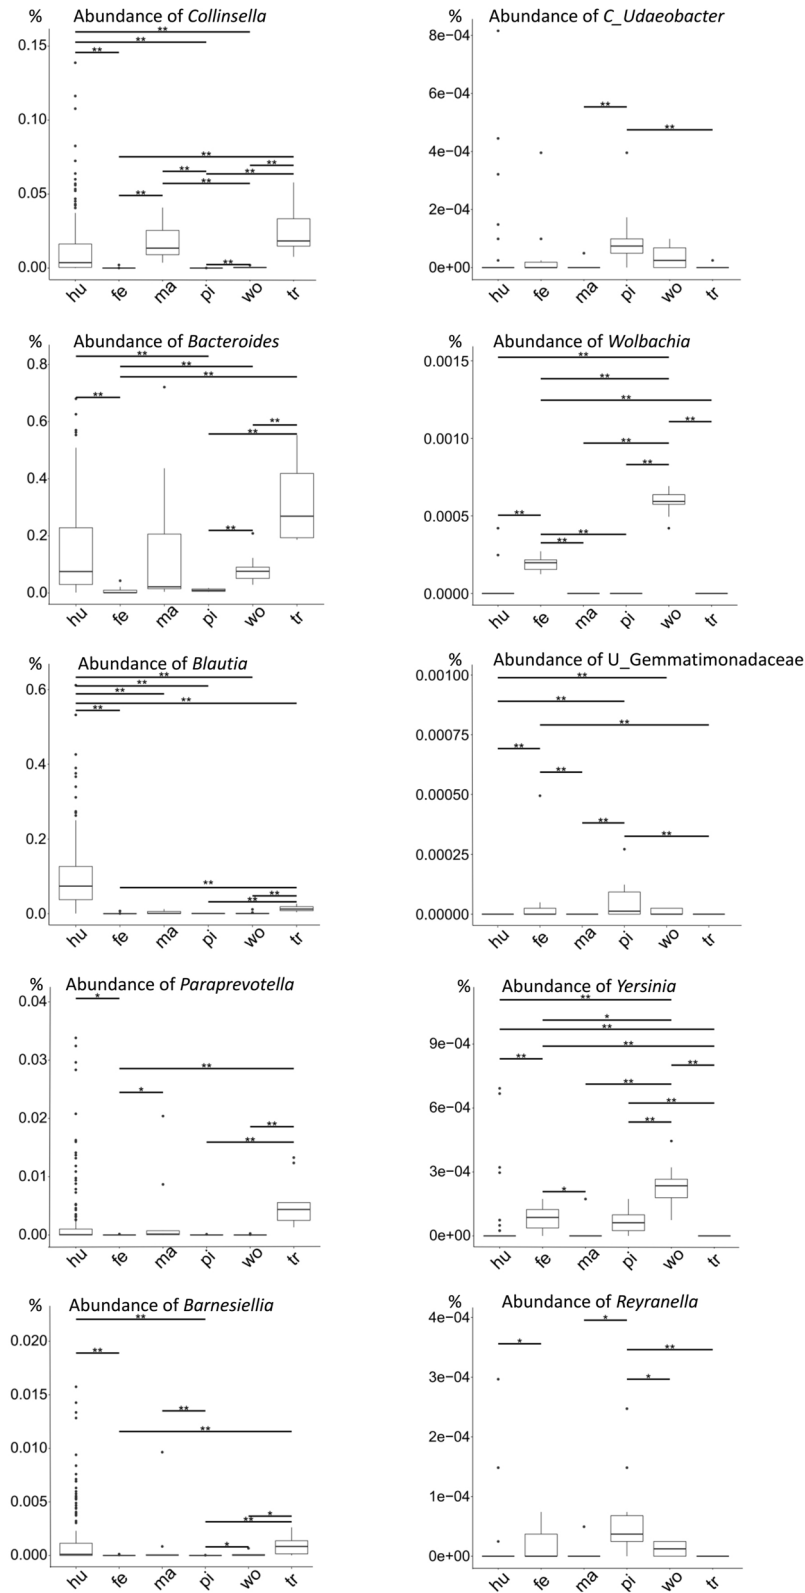 % Abundance of Collinsella
0.15
0.10
0.05
0.00
** ** ** ** ** ** ** ** ** **
hu fe ma pi wo tr
% Abundance of C_Udaeobacter
8e−04
6e−04
4e−04
2e−04
0e+00
** **
hu fe ma pi wo tr
% Abundance of Bacteroides
0.8
0.6
0.4
0.2
0.0
** ** ** ** ** ** **
hu fe ma pi wo tr
% Abundance of Wolbachia
0.0015
0.0010
0.0005
0.0000
** ** ** ** ** ** ** ** **
hu fe ma pi wo tr
% Abundance of Blautia
0.6
0.4
0.2
0.0
** ** ** ** ** ** ** **
hu fe ma pi wo tr
% Abundance of U_Gemmatimonadaceae
0.00100
0.00075
0.00050
0.00025
0.00000
** ** ** ** ** ** **
hu fe ma pi wo tr
% Abundance of Paraprevotella
0.04
0.03
0.02
0.01
0.00
* ** * ** **
hu fe ma pi wo tr
% Abundance of Yersinia
9e−04
6e−04
3e−04
0e+00
** * ** ** ** ** ** ** ** *
hu fe ma pi wo tr
% Abundance of Barnesiellia
0.020
0.015
0.010
0.005
0.000
** ** ** ** * ** *
hu fe ma pi wo tr
% Abundance of Reyranella
4e−04
3e−04
2e−04
1e−04
0e+00
* * ** *
hu fe ma pi wo tr